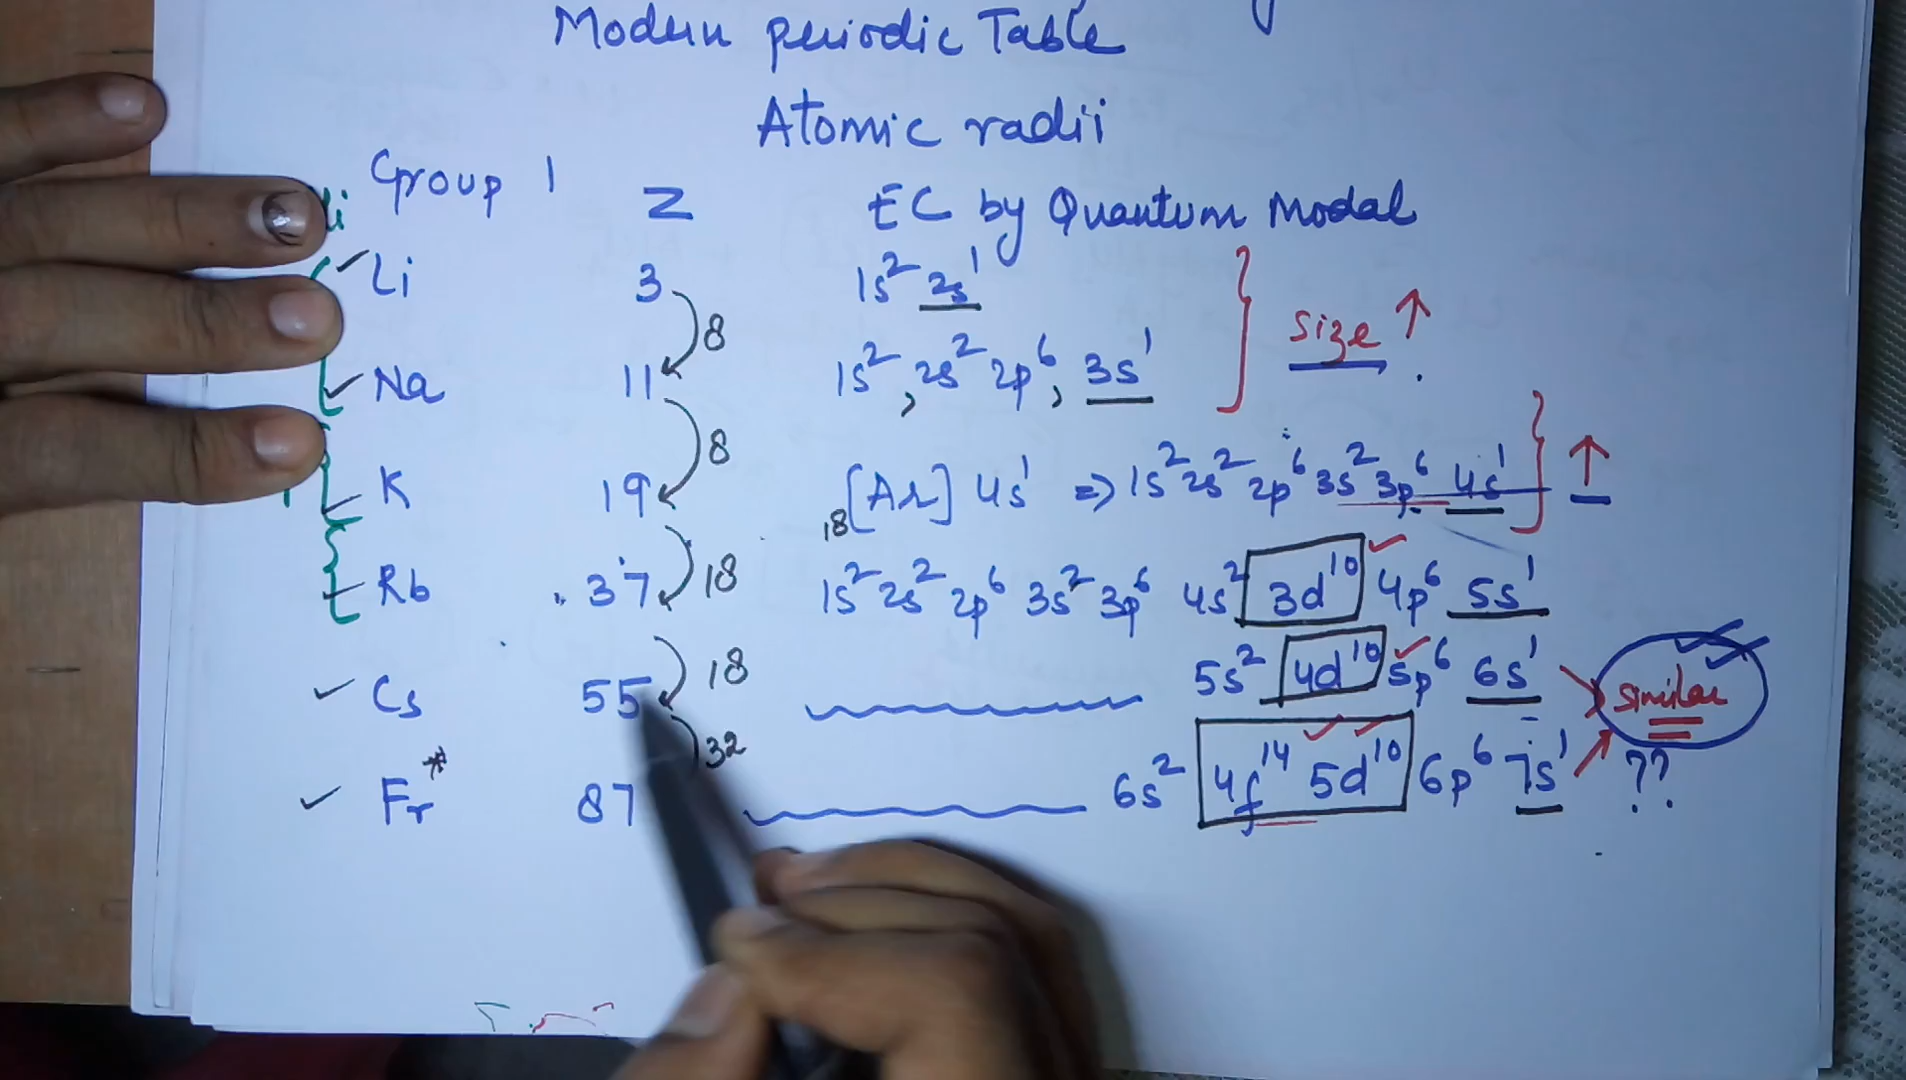 Modern periodic Table
Atomic radii
Group 1 Z EC by Quantum Modal
Li 3 1s² 2s¹
8 size ↑
Na 11 1s², 2s² 2p⁶, 3s¹
8
K 19 ₁₈[Ar] 4s¹ => 1s² 2s² 2p⁶ 3s² 3p⁶ 4s¹ ↑
18
Rb 37 1s² 2s² 2p⁶ 3s² 3p⁶ 4s² 3d¹⁰ 4p⁶ 5s¹
18
Cs 55 5s² 4d¹⁰ 5p⁶ 6s¹ similar
32
Fr* 87 6s² 4f¹⁴ 5d¹⁰ 6p⁶ 7s¹ ??